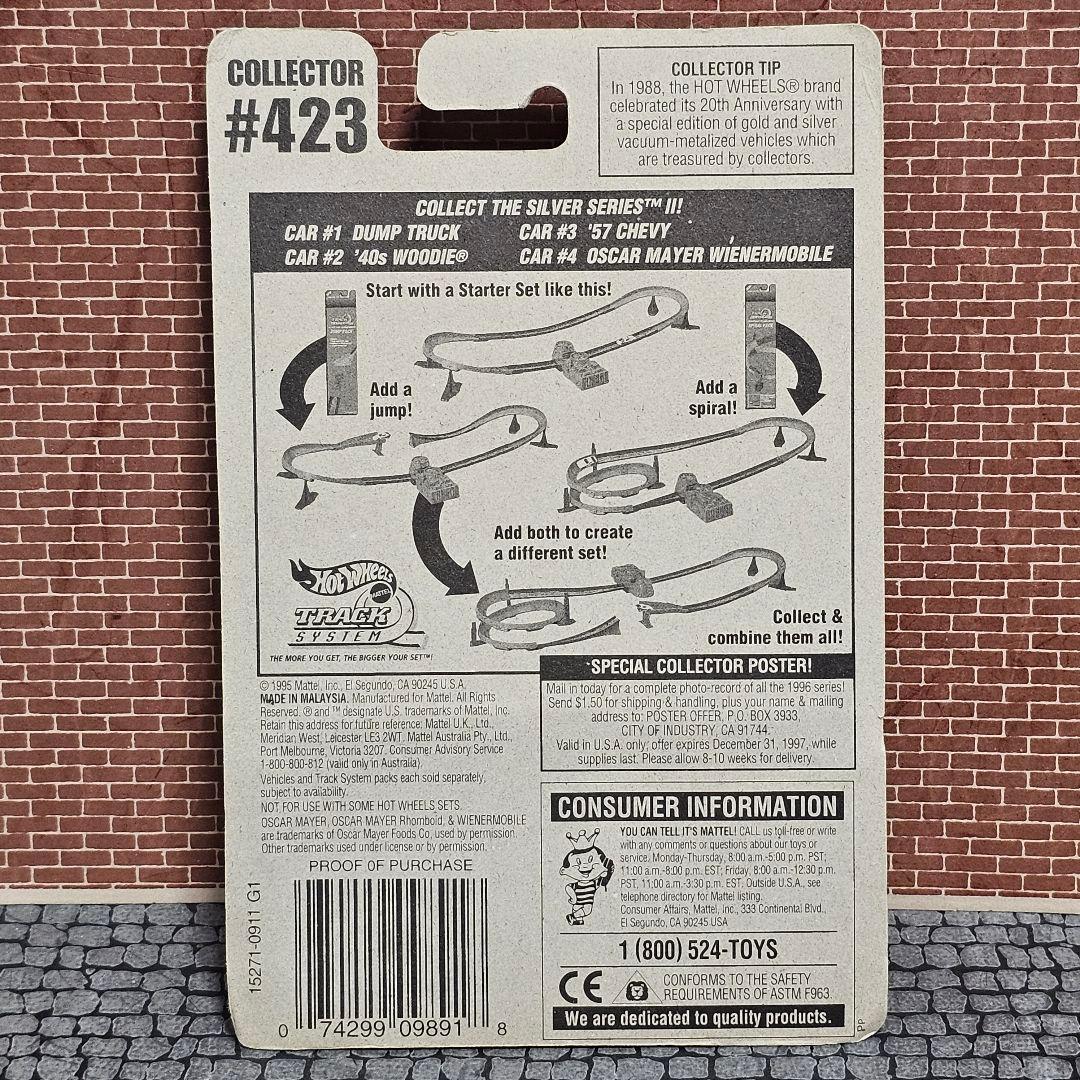 COLLECTOR
#423
COLLECTOR TIP
In 1988, the HOT WHEELS® brand
celebrated its 20th Anniversary with
a special edition of gold and silver
vacuum-metalized vehicles which
are treasured by collectors.
COLLECT THE SILVER SERIES™ II!
CAR #1 DUMP TRUCK
CAR #2 '40s WOODIE®
CAR #3 '57 CHEVY
CAR #4 OSCAR MAYER WIENERMOBILE
Start with a Starter Set like this!
Add a
jump!
Add a
spiral!
Add both to create
a different set!
Hot Wheels
MATTEL
TRACK
SYSTEM
THE MORE YOU GET, THE BIGGER YOUR SET™!
Collect &
combine them all!
SPECIAL COLLECTOR POSTER!
Mail in today for a complete photo-record of all the 1996 series!
Send $1.50 for shipping & handling, plus your name & mailing
address to: POSTER OFFER, P.O. BOX 3933,
CITY OF INDUSTRY, CA 91744.
Valid in U.S.A. only; offer expires December 31, 1997, while
supplies last. Please allow 8-10 weeks for delivery.
© 1995 Mattel, Inc., El Segundo, CA 90245 U.S.A.
MADE IN MALAYSIA. Manufactured for Mattel. All Rights
Reserved. ® and ™ designate U.S. trademarks of Mattel, Inc.
Retain this address for future reference: Mattel U.K., Ltd.,
Meridian West, Leicester LE3 2WT. Mattel Australia Pty., Ltd.,
Port Melbourne, Victoria 3207. Consumer Advisory Service
1-800-800-812 (valid only in Australia).
Vehicles and Track System packs each sold separately,
subject to availability.
NOT FOR USE WITH SOME HOT WHEELS SETS.
OSCAR MAYER, OSCAR MAYER Rhomboid, & WIENERMOBILE
are trademarks of Oscar Mayer Foods Co, used by permission.
Other trademarks used under license or by permission.
PROOF OF PURCHASE
15271-0911 G1
0 74299 09891 8
CONSUMER INFORMATION
YOU CAN TELL IT'S MATTEL! CALL us toll-free or write
with any comments or questions about our toys or
service. Monday-Thursday, 8:00 a.m.-5:00 p.m. PST;
11:00 a.m.-8:00 p.m. EST; Friday, 8:00 a.m.-12:30 p.m.
PST, 11:00 a.m.-3:30 p.m. EST. Outside U.S.A., see
telephone directory for Mattel listing.
Consumer Affairs, Mattel, Inc., 333 Continental Blvd.,
El Segundo, CA 90245 USA
1 (800) 524-TOYS
CE
CONFORMS TO THE SAFETY
REQUIREMENTS OF ASTM F963.
We are dedicated to quality products.
PP